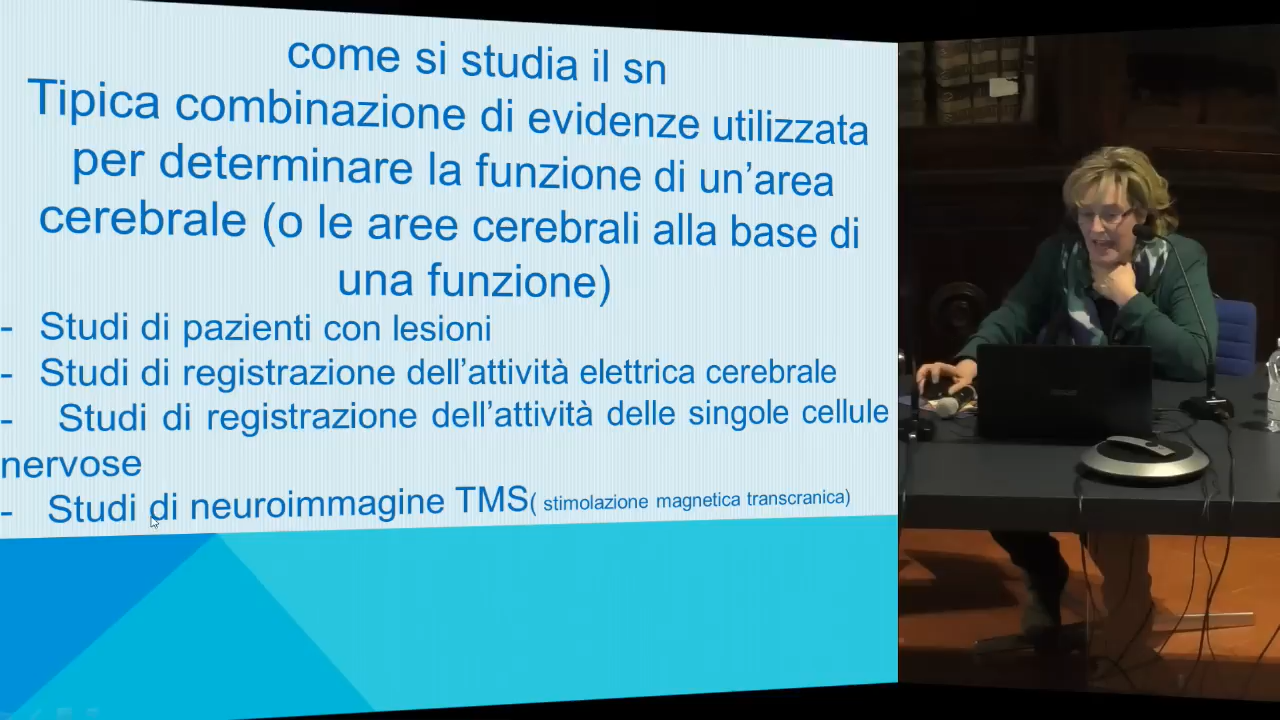 come si studia il sn
Tipica combinazione di evidenze utilizzata
per determinare la funzione di un’area
cerebrale (o le aree cerebrali alla base di
una funzione)
- Studi di pazienti con lesioni
- Studi di registrazione dell’attività elettrica cerebrale
- Studi di registrazione dell’attività delle singole cellule
nervose
- Studi di neuroimmagine TMS( stimolazione magnetica transcranica)